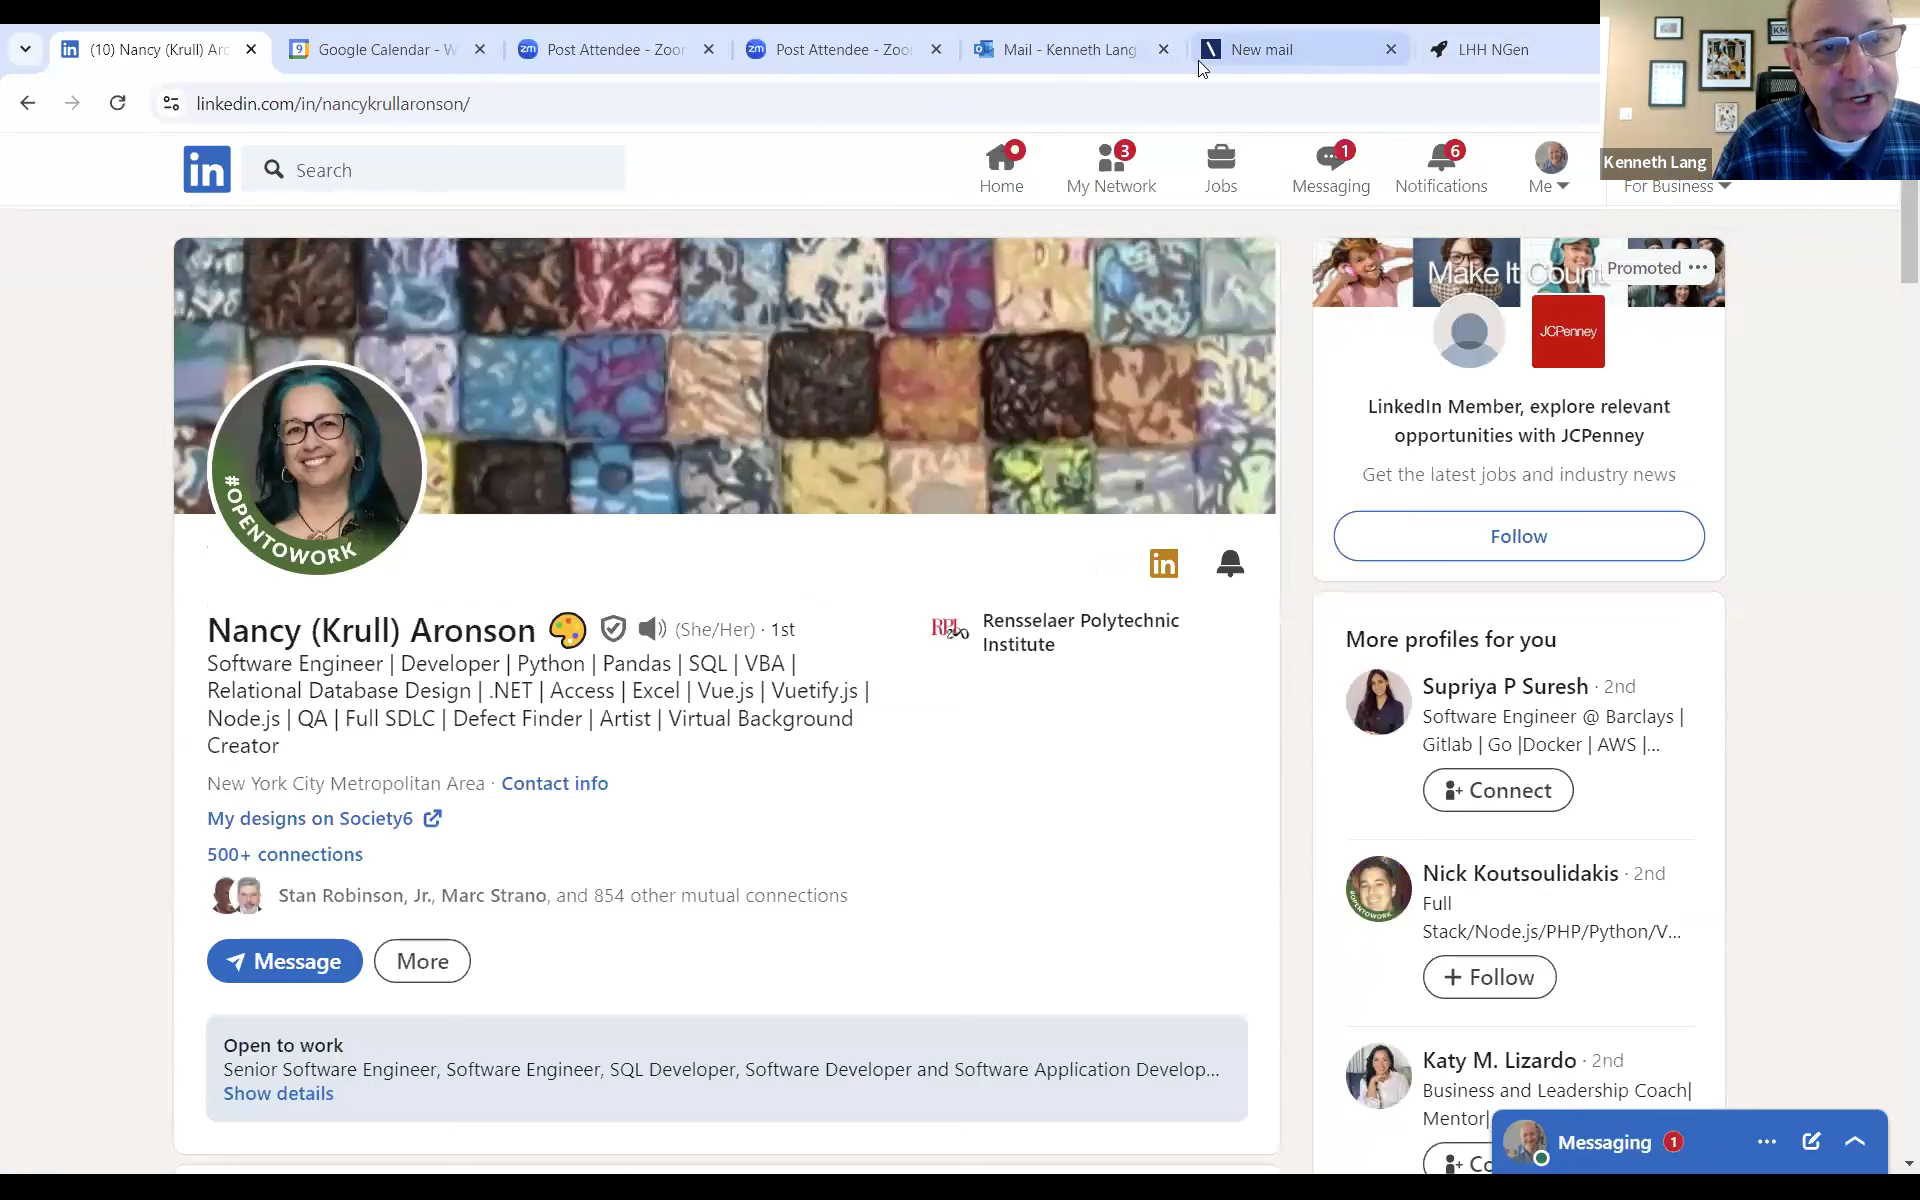 (10) Nancy (Krull) Arc
Google Calendar - W
Post Attendee - Zoom
Post Attendee - Zoom
Mail - Kenneth Lang
New mail
LHH NGen
linkedin.com/in/nancykrullaronson/
Kenneth Lang
Search
Home
My Network 3
Jobs
Messaging 1
Notifications 6
Me
For Business
#OPENTOWORK
Make It Count
Promoted
JCPenney
LinkedIn Member, explore relevant
opportunities with JCPenney
Get the latest jobs and industry news
Follow
Nancy (Krull) Aronson (She/Her) · 1st
Software Engineer | Developer | Python | Pandas | SQL | VBA |
Relational Database Design | .NET | Access | Excel | Vue.js | Vuetify.js |
Node.js | QA | Full SDLC | Defect Finder | Artist | Virtual Background
Creator
Rensselaer Polytechnic
Institute
New York City Metropolitan Area · Contact info
My designs on Society6
500+ connections
Stan Robinson, Jr., Marc Strano, and 854 other mutual connections
Message
More
Open to work
Senior Software Engineer, Software Engineer, SQL Developer, Software Developer and Software Application Develop...
Show details
More profiles for you
Supriya P Suresh · 2nd
Software Engineer @ Barclays |
Gitlab | Go |Docker | AWS |...
Connect
Nick Koutsoulidakis · 2nd
Full
Stack/Node.js/PHP/Python/V...
Follow
Katy M. Lizardo · 2nd
Business and Leadership Coach|
Mentor|
Co
Messaging 1